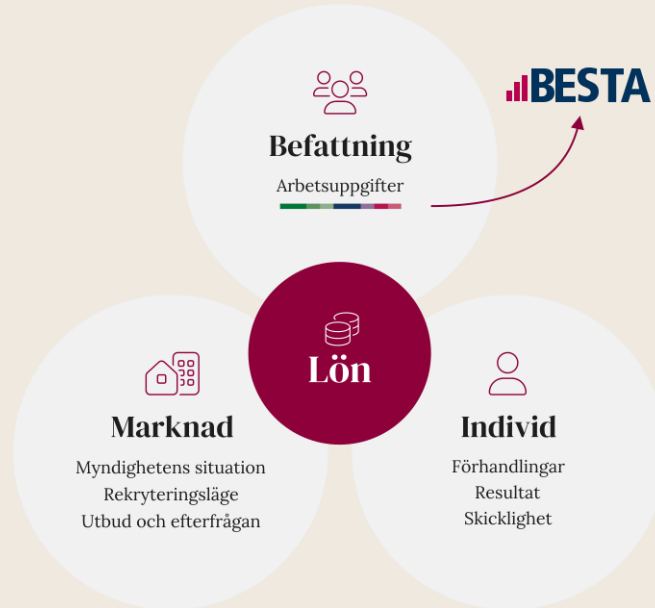 BESTA
Befattning
Arbetsuppgifter
Lön
Marknad
Myndighetens situation
Rekryteringsläge
Utbud och efterfrågan
Individ
Förhandlingar
Resultat
Skicklighet